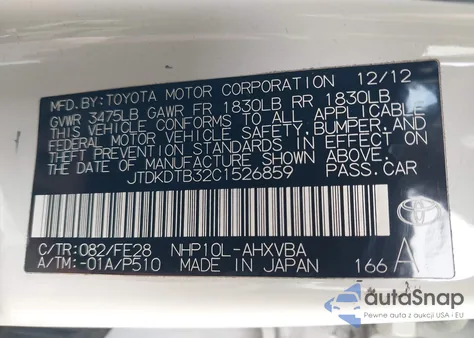 MFD.BY:TOYOTA MOTOR CORPORATION 12/12
GVWR 3475LB GAWR FR 1830LB RR 1830LB
THIS VEHICLE CONFORMS TO ALL APPLICABLE
FEDERAL MOTOR VEHICLE SAFETY,BUMPER,AND
THEFT PREVENTION STANDARDS IN EFFECT ON
THE DATE OF MANUFACTURE SHOWN ABOVE.
JTDKDTB32C1526859 PASS.CAR
C/TR:082/FE28 NHP10L-AHXVBA
A/TM:-01A/P510 MADE IN JAPAN 166 A
TOYOTA
autoSnap
Pewne auta z aukcji USA i EU